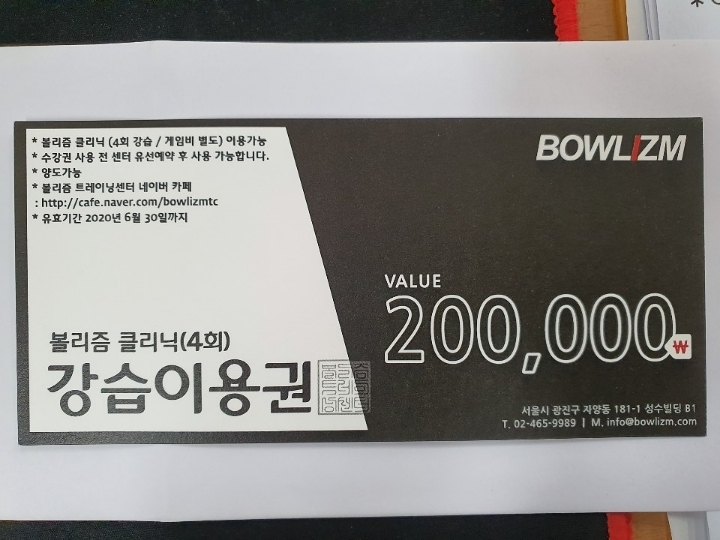 * 볼리즘 클리닉 (4회 강습 / 게임비 별도) 이용가능
* 수강권 사용 전 센터 유선예약 후 사용 가능합니다.
* 양도가능
* 볼리즘 트레이닝센터 네이버 카페
: http://cafe.naver.com/bowlizmtc
* 유효기간 2020년 6월 30일까지
BOWLIZM
VALUE
200,000
₩
볼리즘 클리닉(4회)
강습이용권
서울시 광진구 자양동 181-1 성수빌딩 B1
T. 02-465-9989 | M. info@bowlizm.com